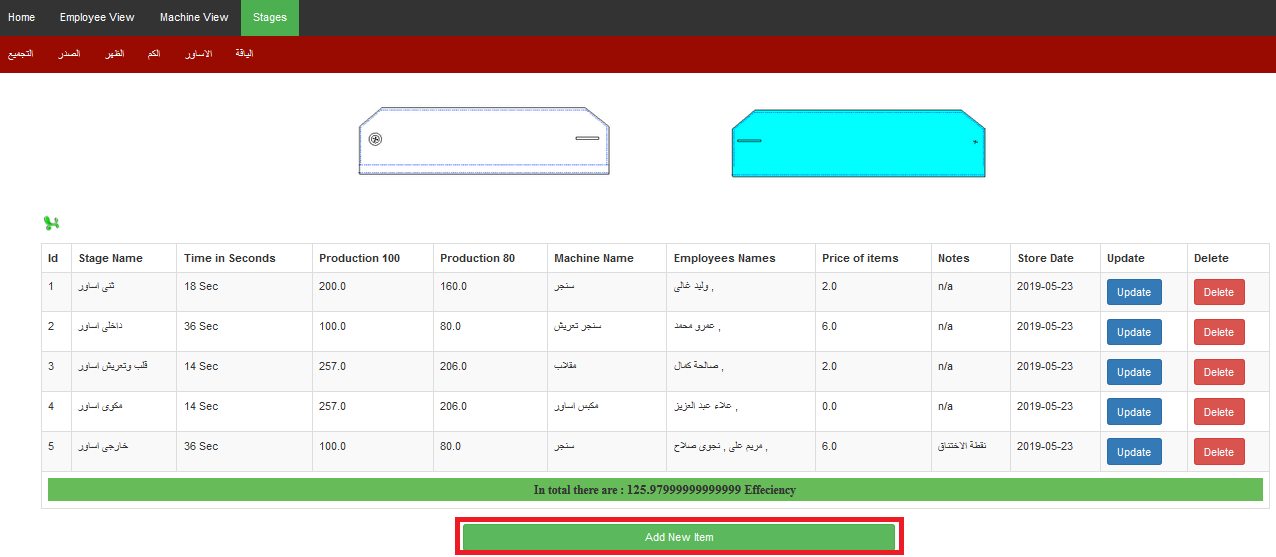 Home Employee View Machine View Stages
التجميع الصدر الظهر الكم الاساور الياقة
Id Stage Name Time in Seconds Production 100 Production 80 Machine Name Employees Names Price of items Notes Store Date Update Delete
1 ثنى اساور 18 Sec 200.0 160.0 سنجر وليد غالى , 2.0 n/a 2019-05-23 Update Delete
2 داخلى اساور 36 Sec 100.0 80.0 سنجر تعريش عمرو محمد , 6.0 n/a 2019-05-23 Update Delete
3 قلب وتعريش اساور 14 Sec 257.0 206.0 مقلاب صالحة كمال , 2.0 n/a 2019-05-23 Update Delete
4 مكوى اساور 14 Sec 257.0 206.0 مكبس اساور علاء عبد العزيز , 0.0 n/a 2019-05-23 Update Delete
5 خارجى اساور 36 Sec 100.0 80.0 سنجر مريم على , نجوى صلاح , 6.0 نقطة الاختناق 2019-05-23 Update Delete
In total there are : 125.97999999999999 Effeciency
Add New Item